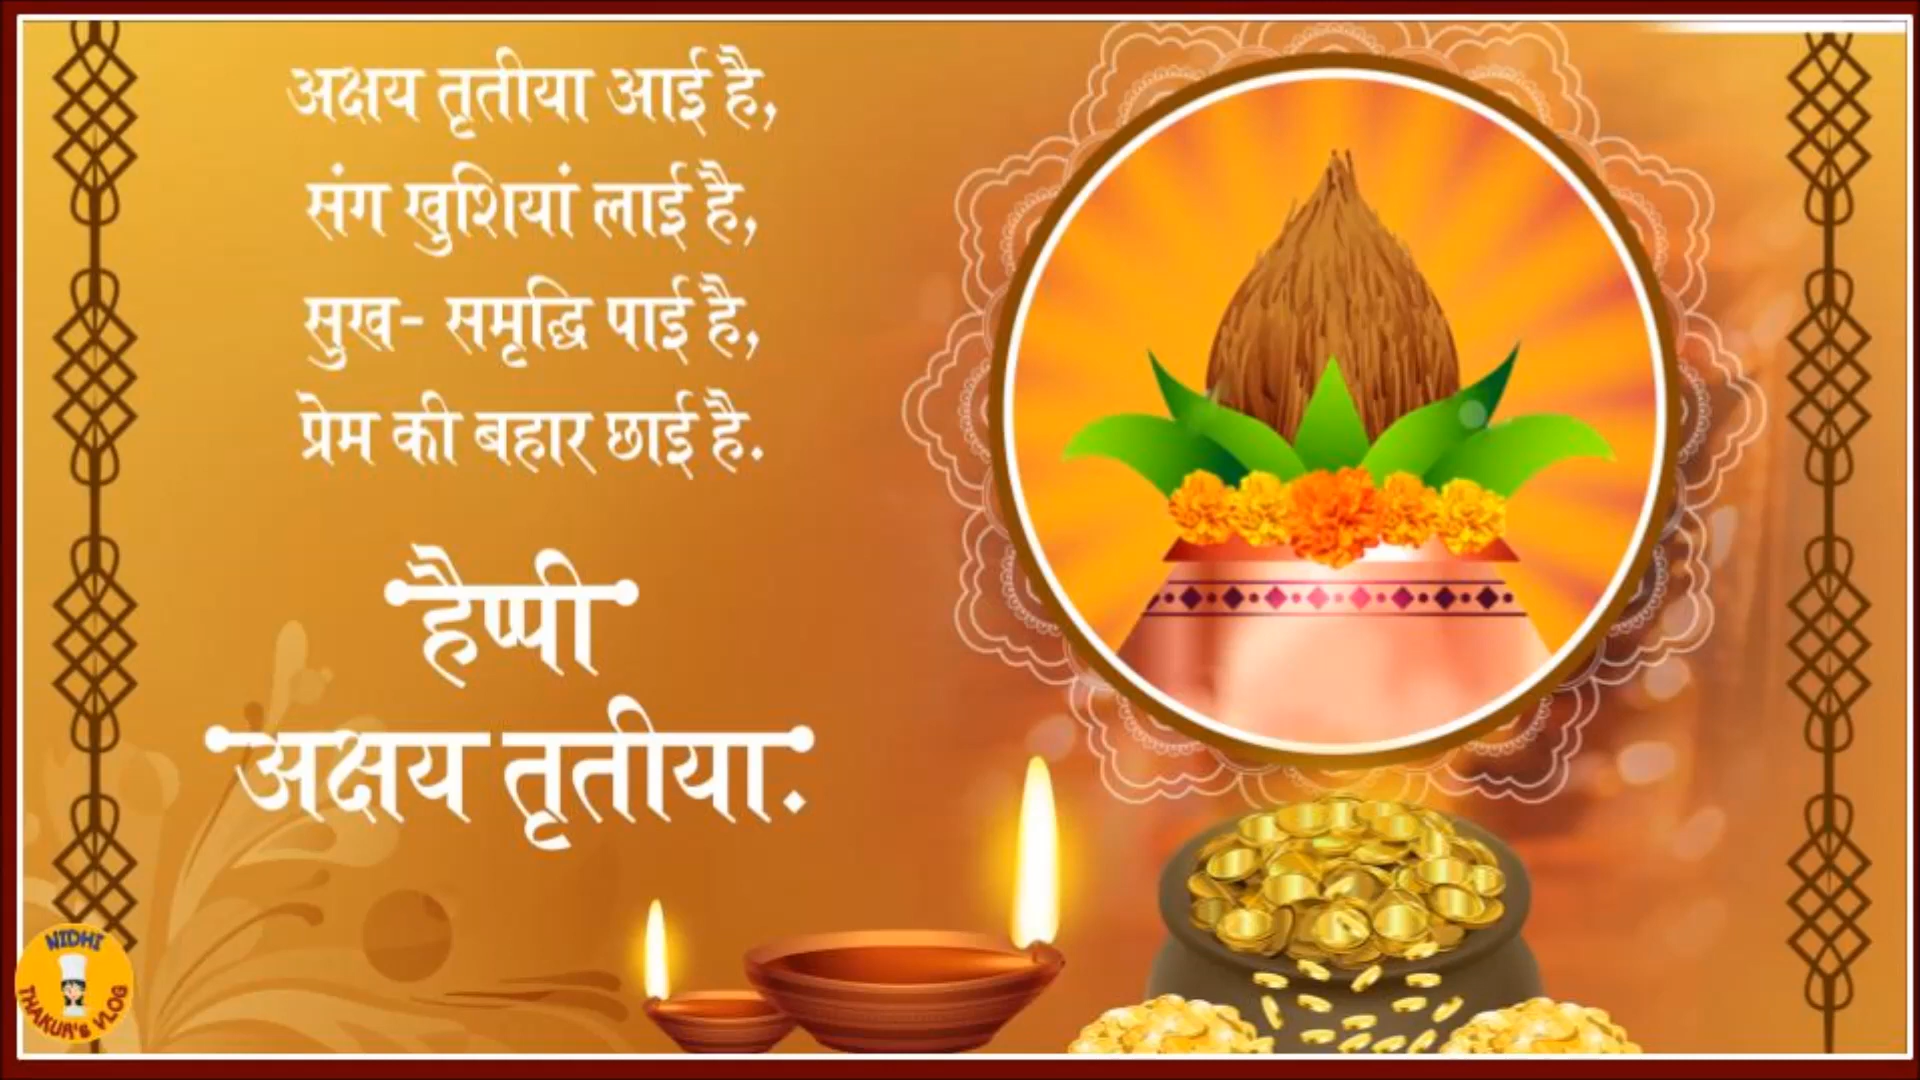 अक्षय तृतीया आई है,
संग खुशियां लाई है,
सुख- समृद्धि पाई है,
प्रेम की बहार छाई है.
हैप्पी
अक्षय तृतीया.
NIDHI
THAKUR'S VLOG